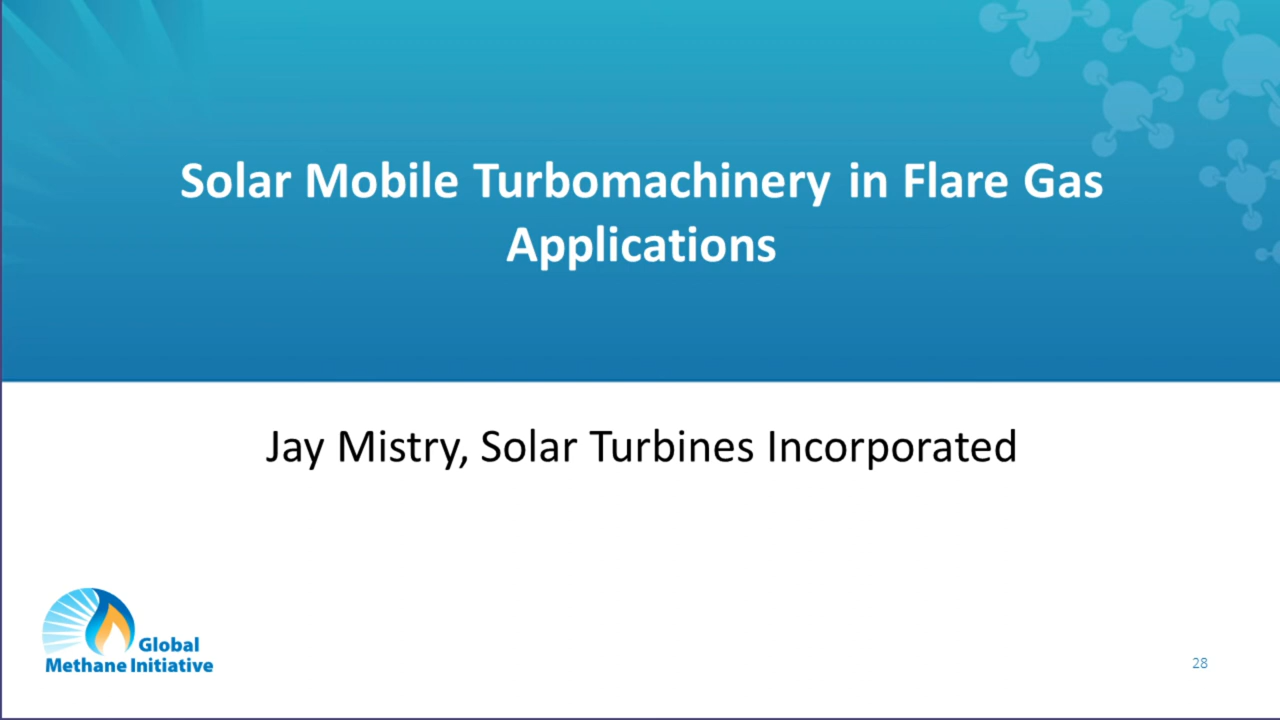 Solar Mobile Turbomachinery in Flare Gas
Applications
Jay Mistry, Solar Turbines Incorporated
Global
Methane Initiative
28